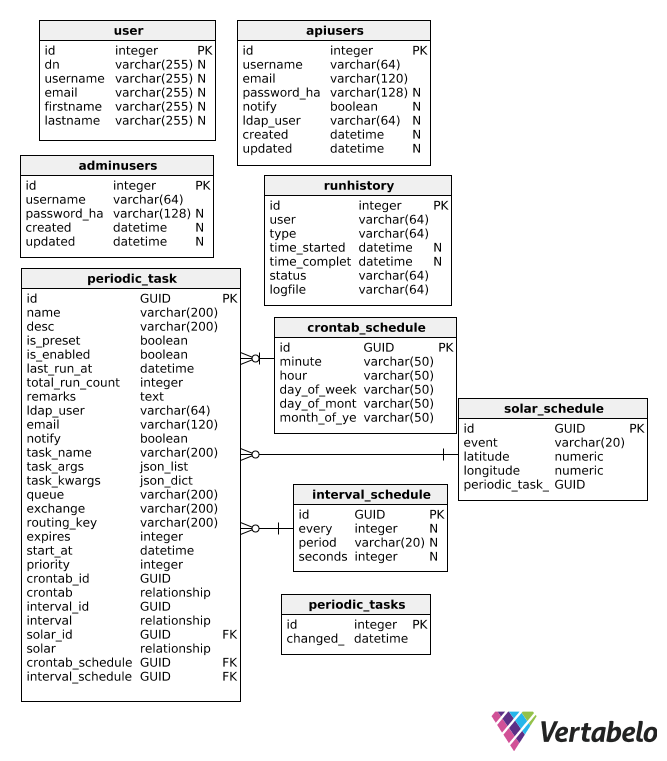 user
id integer PK
dn varchar(255) N
username varchar(255) N
email varchar(255) N
firstname varchar(255) N
lastname varchar(255) N
apiusers
id integer PK
username varchar(64)
email varchar(120)
password_ha varchar(128) N
notify boolean N
ldap_user varchar(64) N
created datetime N
updated datetime N
adminusers
id integer PK
username varchar(64)
password_ha varchar(128) N
created datetime N
updated datetime N
runhistory
id integer PK
user varchar(64)
type varchar(64)
time_started datetime N
time_complet datetime N
status varchar(64)
logfile varchar(64)
periodic_task
id GUID PK
name varchar(200)
desc varchar(200)
is_preset boolean
is_enabled boolean
last_run_at datetime
total_run_count integer
remarks text
ldap_user varchar(64)
email varchar(120)
notify boolean
task_name varchar(200)
task_args json_list
task_kwargs json_dict
queue varchar(200)
exchange varchar(200)
routing_key varchar(200)
expires integer
start_at datetime
priority integer
crontab_id GUID
crontab relationship
interval_id GUID
interval relationship
solar_id GUID FK
solar relationship
crontab_schedule GUID FK
interval_schedule GUID FK
crontab_schedule
id GUID PK
minute varchar(50)
hour varchar(50)
day_of_week varchar(50)
day_of_mont varchar(50)
month_of_ye varchar(50)
solar_schedule
id GUID PK
event varchar(20)
latitude numeric
longitude numeric
periodic_task_ GUID
interval_schedule
id GUID PK
every integer N
period varchar(20) N
seconds integer N
periodic_tasks
id integer PK
changed_ datetime
Vertabelo